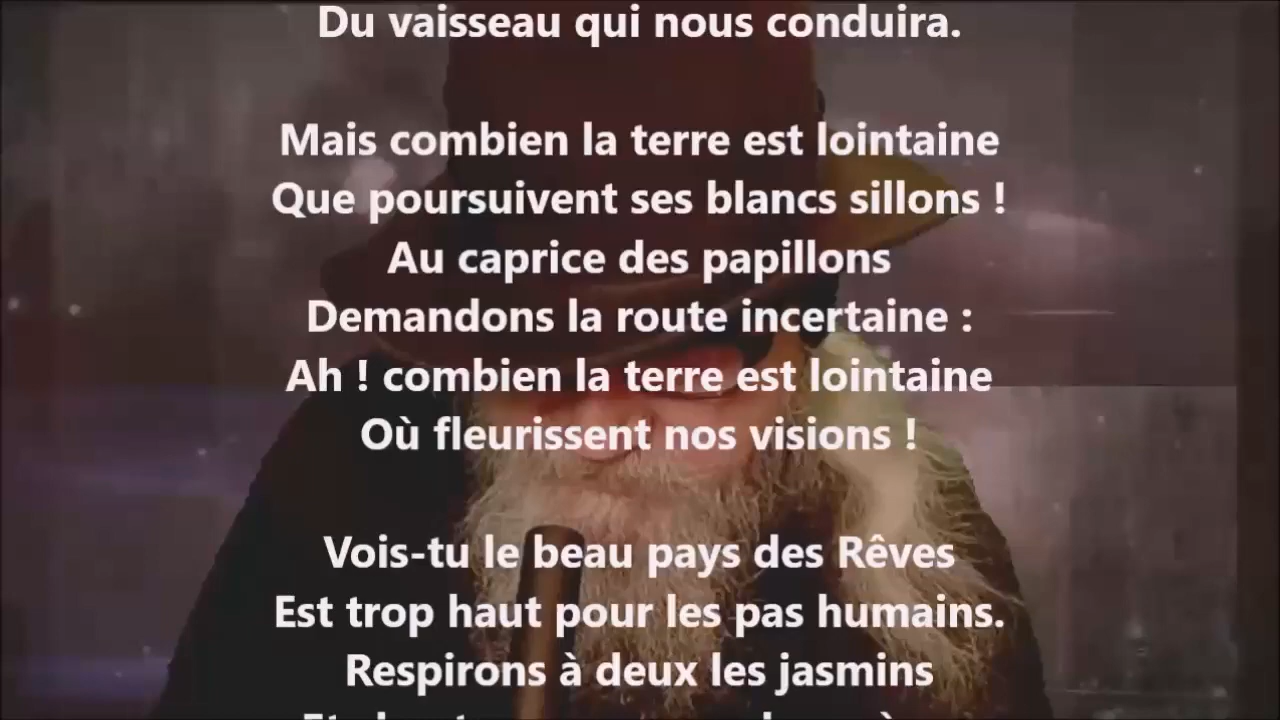 Du vaisseau qui nous conduira.
Mais combien la terre est lointaine
Que poursuivent ses blancs sillons !
Au caprice des papillons
Demandons la route incertaine :
Ah ! combien la terre est lointaine
Où fleurissent nos visions !
Vois-tu le beau pays des Rêves
Est trop haut pour les pas humains.
Respirons à deux les jasmins